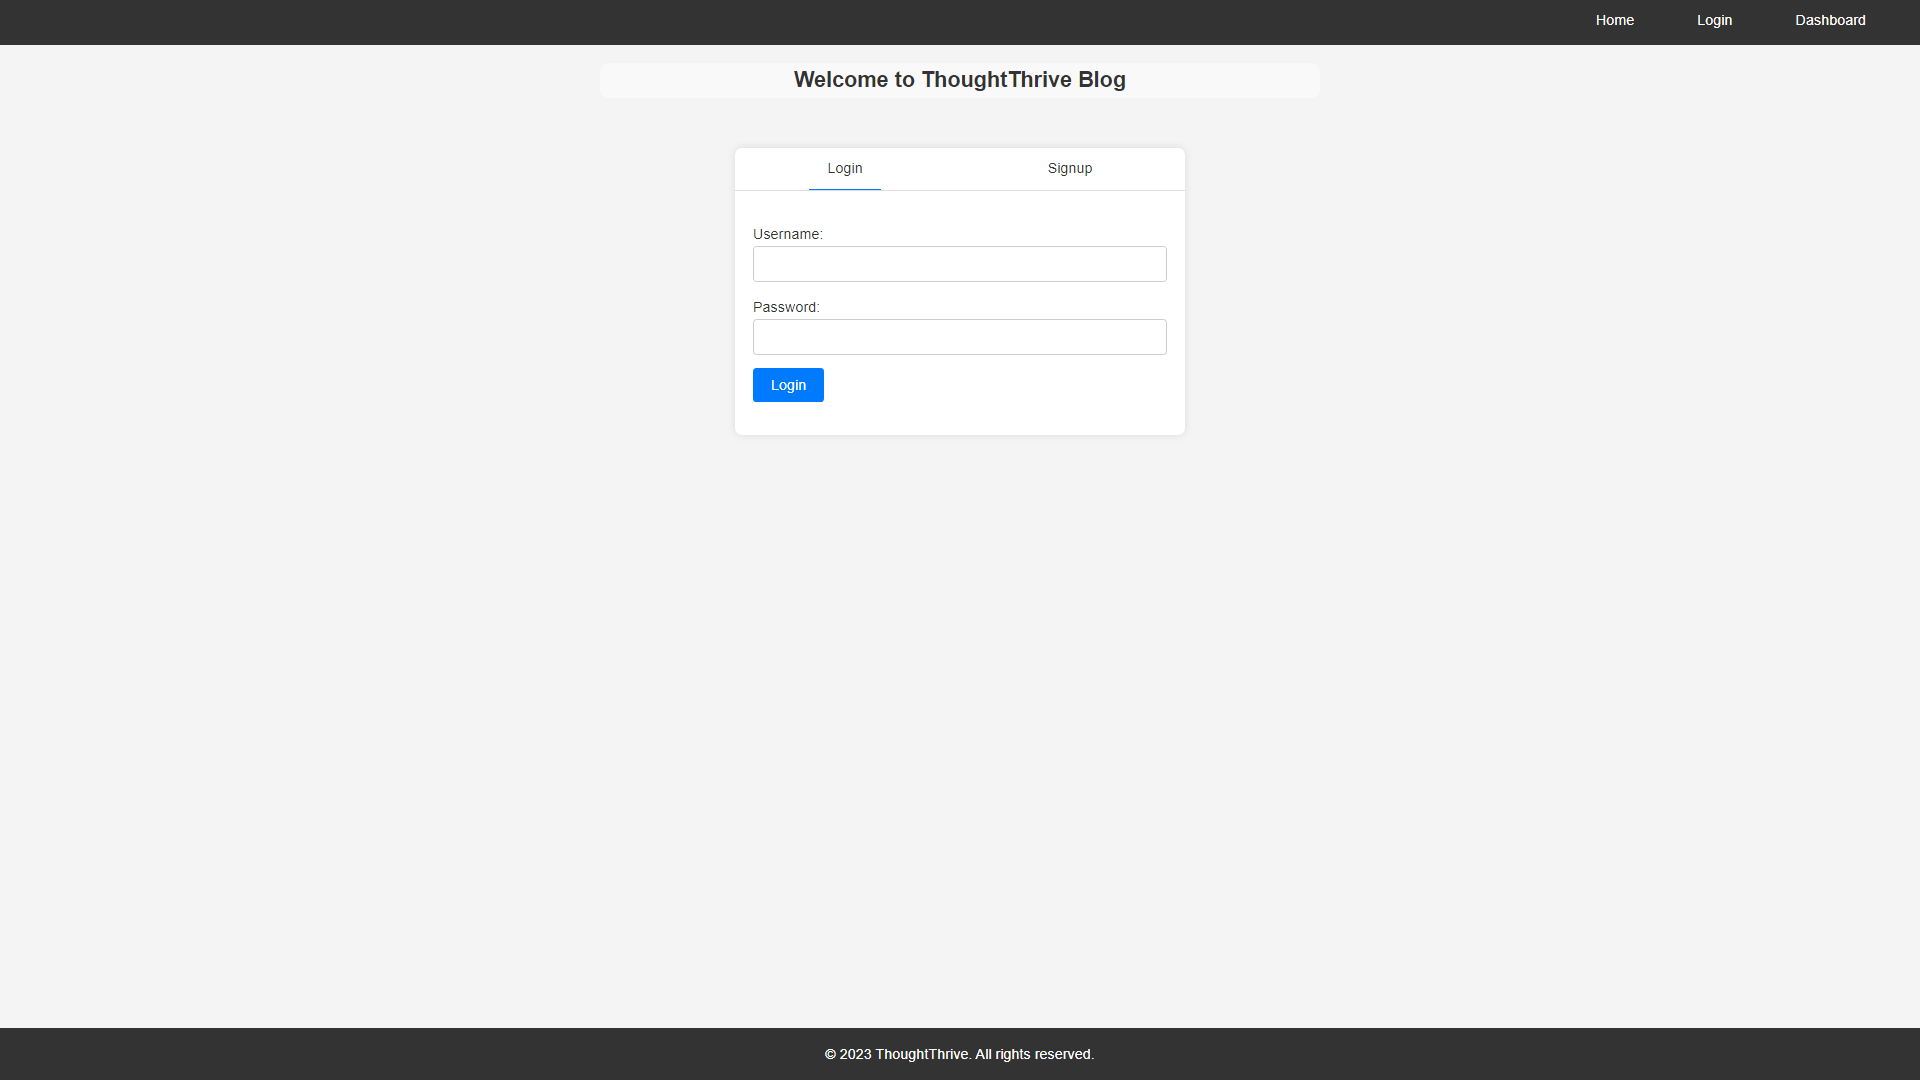 Home Login Dashboard
Welcome to ThoughtThrive Blog
Login Signup
Username:
Password:
Login
© 2023 ThoughtThrive. All rights reserved.